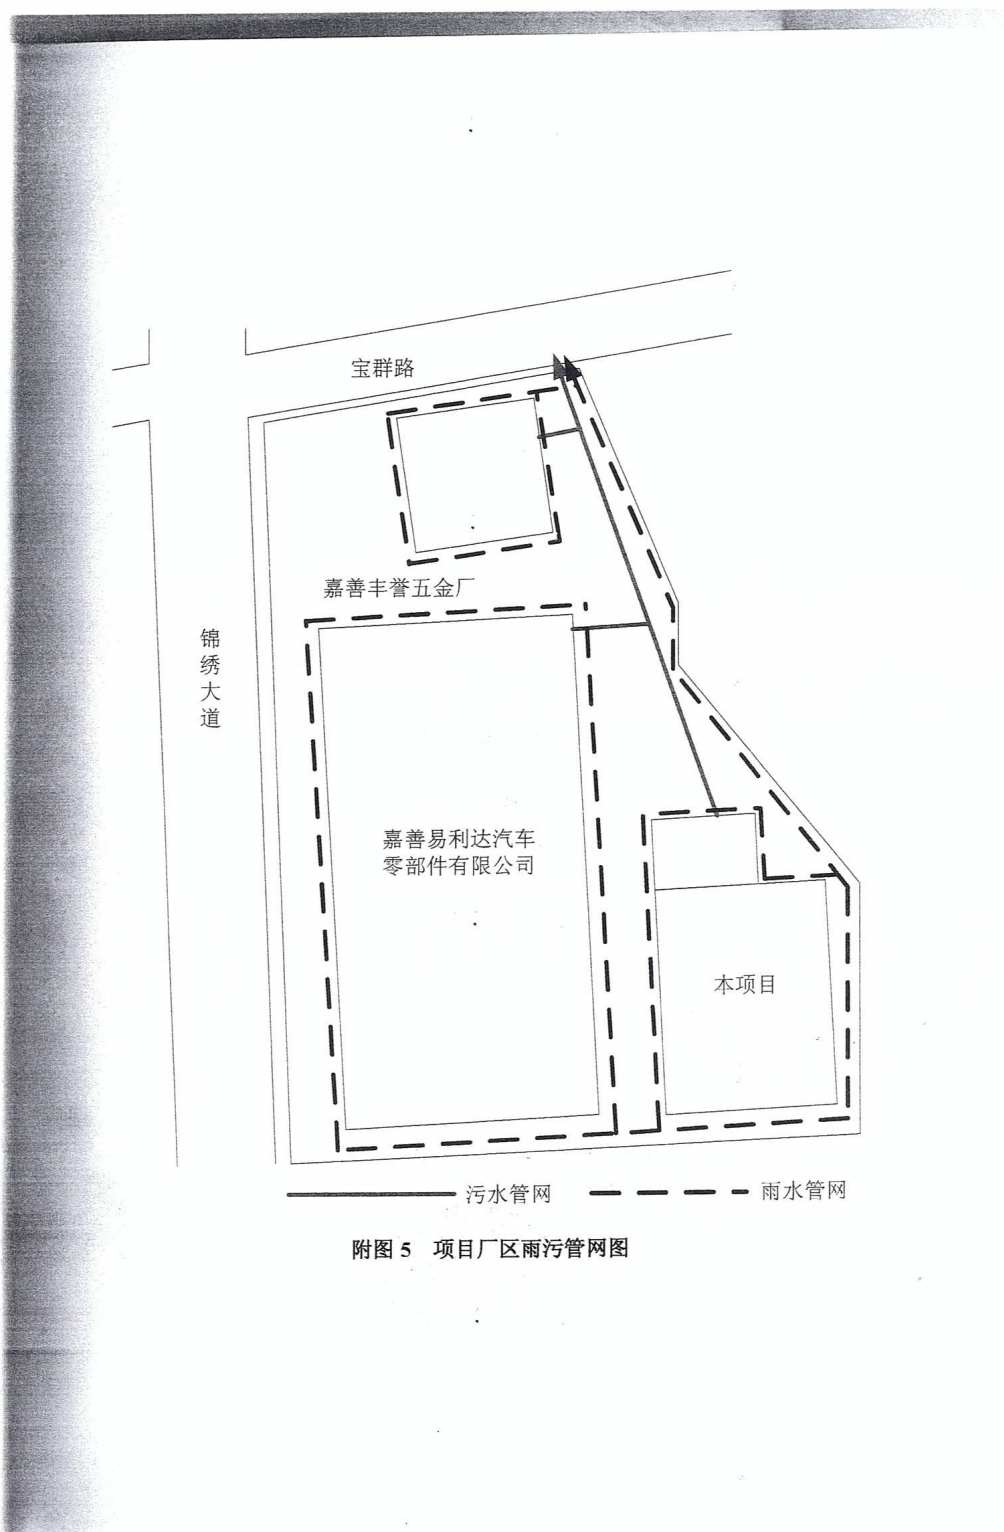 宝群路
嘉善丰誉五金厂
锦绣大道
嘉善易利达汽车
零部件有限公司
本项目
污水管网
雨水管网
附图 5 项目厂区雨污管网图